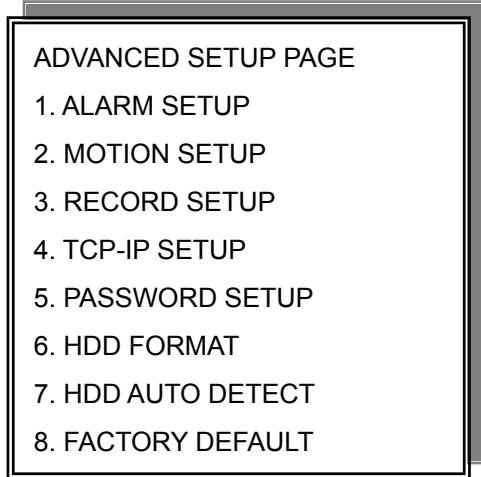 ADVANCED SETUP PAGE
1. ALARM SETUP
2. MOTION SETUP
3. RECORD SETUP
4. TCP-IP SETUP
5. PASSWORD SETUP
6. HDD FORMAT
7. HDD AUTO DETECT
8. FACTORY DEFAULT